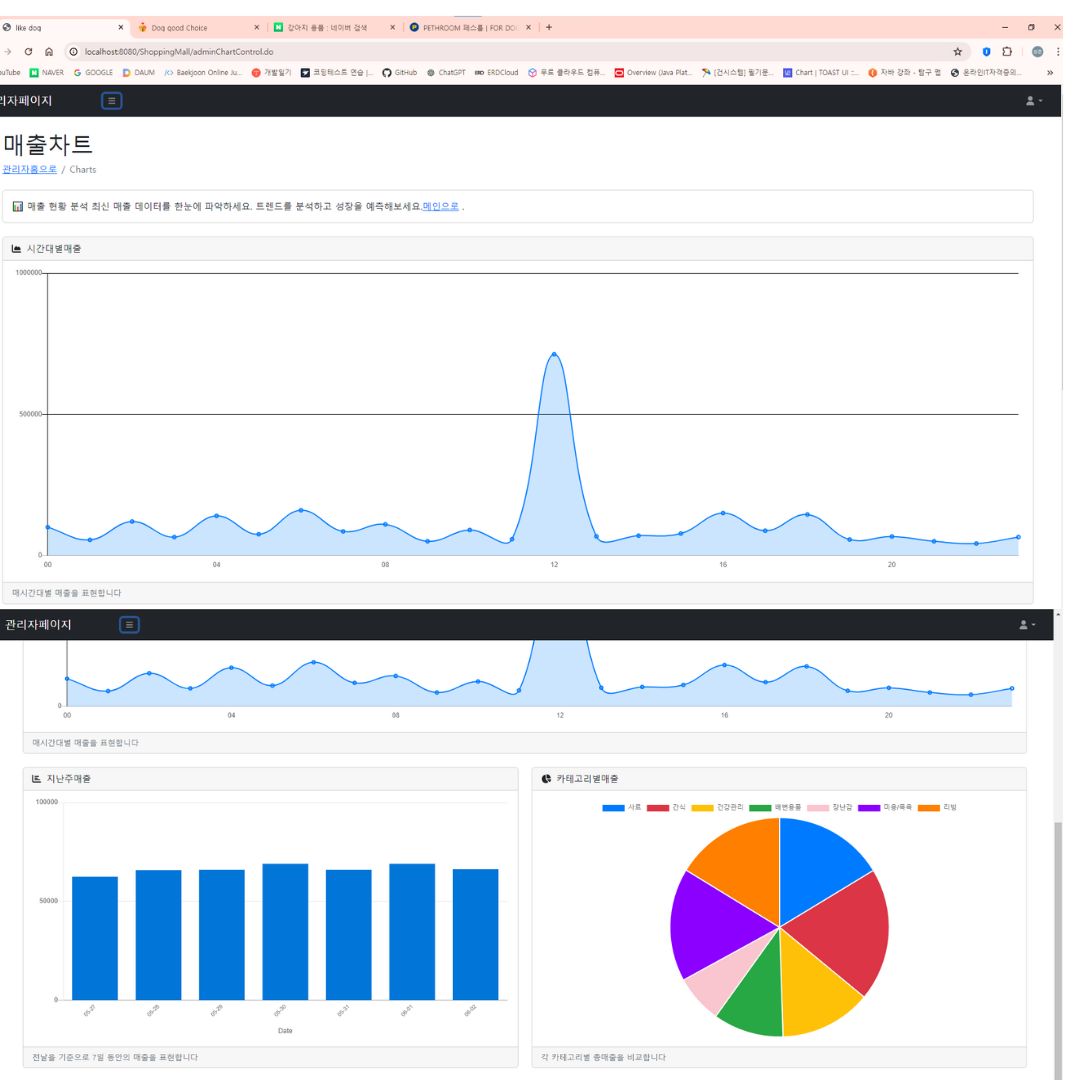 like dog × Dog good Choice × 강아지 용품 : 네이버 검색 × PETHROOM 페스룸 | FOR DO × +
localhost:8080/ShoppingMall/adminChartControl.do
ouTube NAVER GOOGLE DAUM Baekjoon Online Ju... 개발일기 코딩테스트 연습 |... GitHub ChatGPT ERDCloud 무료 클라우드 컴퓨... Overview (Java Plat... [건시스템] 필기문... Chart | TOAST UI ::... 자바 강좌 - 탐구 웹 온라인IT자격증의... »
리자페이지
매출차트
관리자홈으로 / Charts
매출 현황 분석 최신 매출 데이터를 한눈에 파악하세요. 트렌드를 분석하고 성장을 예측해보세요.메인으로 .
시간대별매출
1000000
500000
0
00 04 08 12 16 20
매시간대별 매출을 표현합니다
관리자페이지
0
00 04 08 12 16 20
매시간대별 매출을 표현합니다
지난주매출
100000
50000
0
05-27 05-28 05-29 05-30 05-31 06-01 06-02
Date
전날을 기준으로 7일 동안의 매출을 표현합니다
카테고리별매출
사료 간식 건강관리 배변용품 장난감 미용/목욕 리빙
각 카테고리별 총매출을 비교합니다